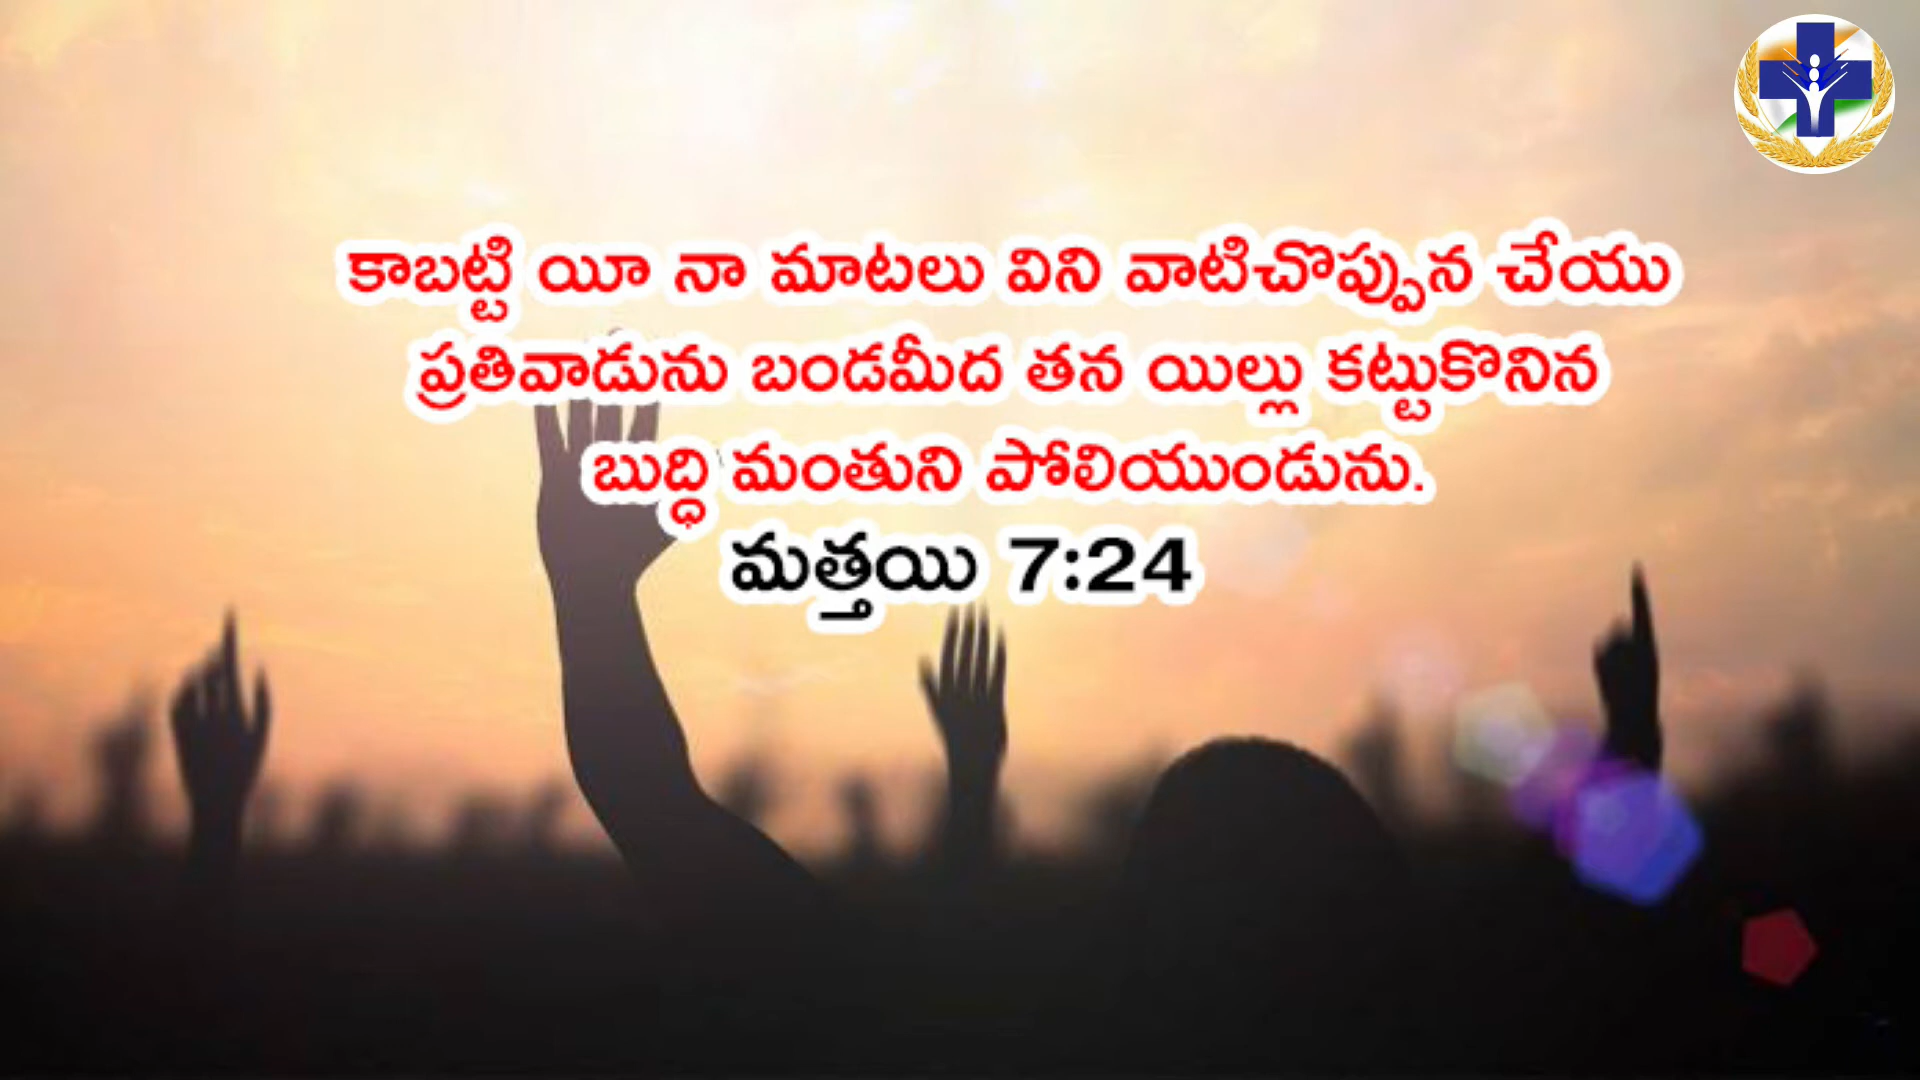 కాబట్టి యీ నా మాటలు విని వాటిచొప్పున చేయు
ప్రతివాడును బండమీద తన యిల్లు కట్టుకొనిన
బుద్ధి మంతుని పోలియుండును.
మత్తయి 7:24